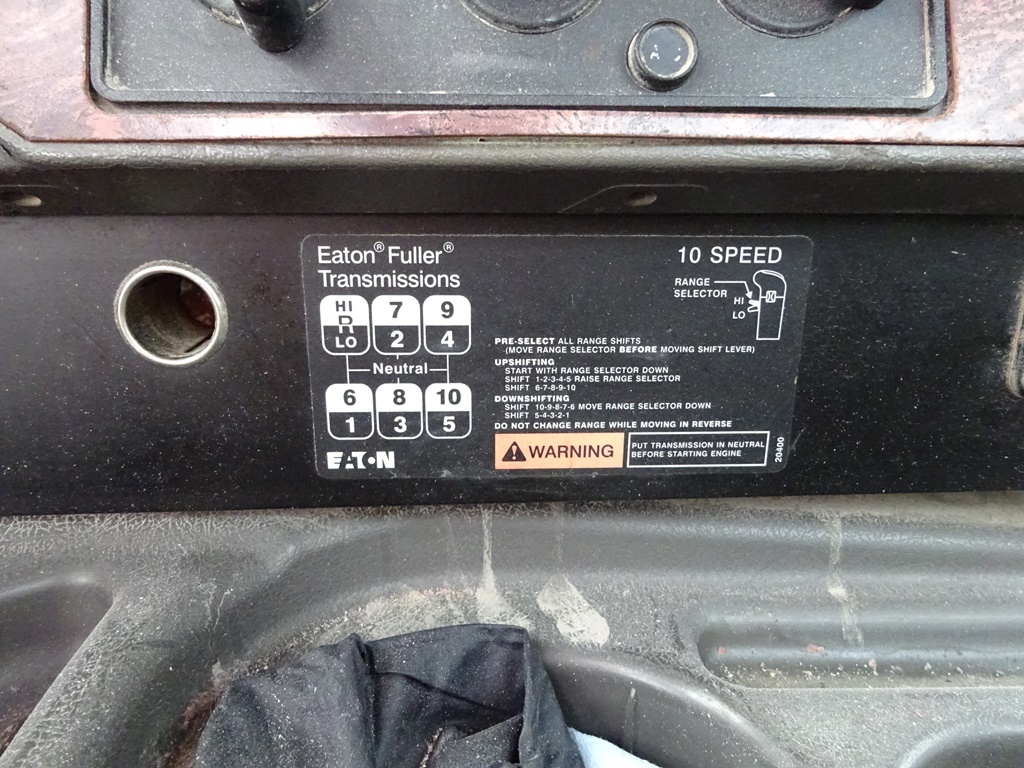 Eaton® Fuller®
Transmissions
10 SPEED
RANGE
SELECTOR
HI
LO
HI
R
LO
7
2
9
4
Neutral
6
1
8
3
10
5
EATON
PRE-SELECT ALL RANGE SHIFTS
(MOVE RANGE SELECTOR BEFORE MOVING SHIFT LEVER)
UPSHIFTING
START WITH RANGE SELECTOR DOWN
SHIFT 1-2-3-4-5 RAISE RANGE SELECTOR
SHIFT 6-7-8-9-10
DOWNSHIFTING
SHIFT 10-9-8-7-6 MOVE RANGE SELECTOR DOWN
SHIFT 5-4-3-2-1
DO NOT CHANGE RANGE WHILE MOVING IN REVERSE
WARNING
PUT TRANSMISSION IN NEUTRAL
BEFORE STARTING ENGINE
20400